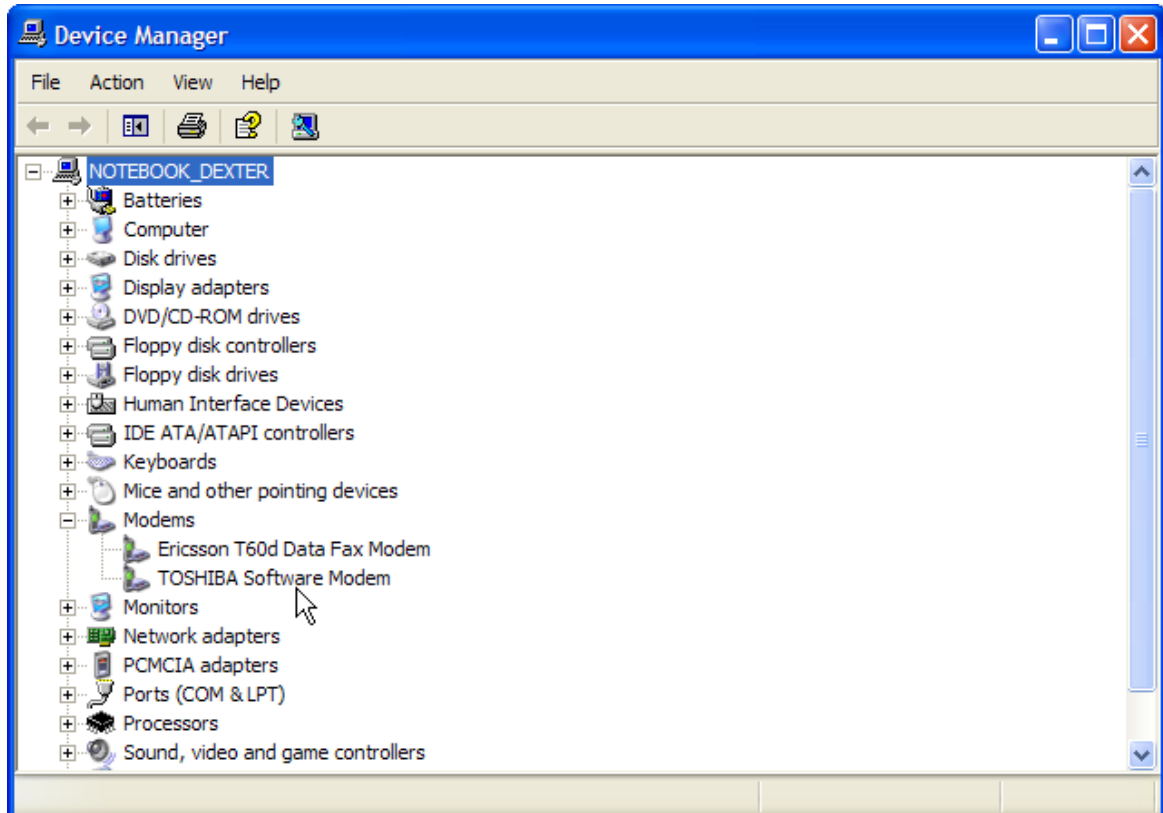 Device Manager
File Action View Help
NOTEBOOK_DEXTER
Batteries
Computer
Disk drives
Display adapters
DVD/CD-ROM drives
Floppy disk controllers
Floppy disk drives
Human Interface Devices
IDE ATA/ATAPI controllers
Keyboards
Mice and other pointing devices
Modems
Ericsson T60d Data Fax Modem
TOSHIBA Software Modem
Monitors
Network adapters
PCMCIA adapters
Ports (COM & LPT)
Processors
Sound, video and game controllers